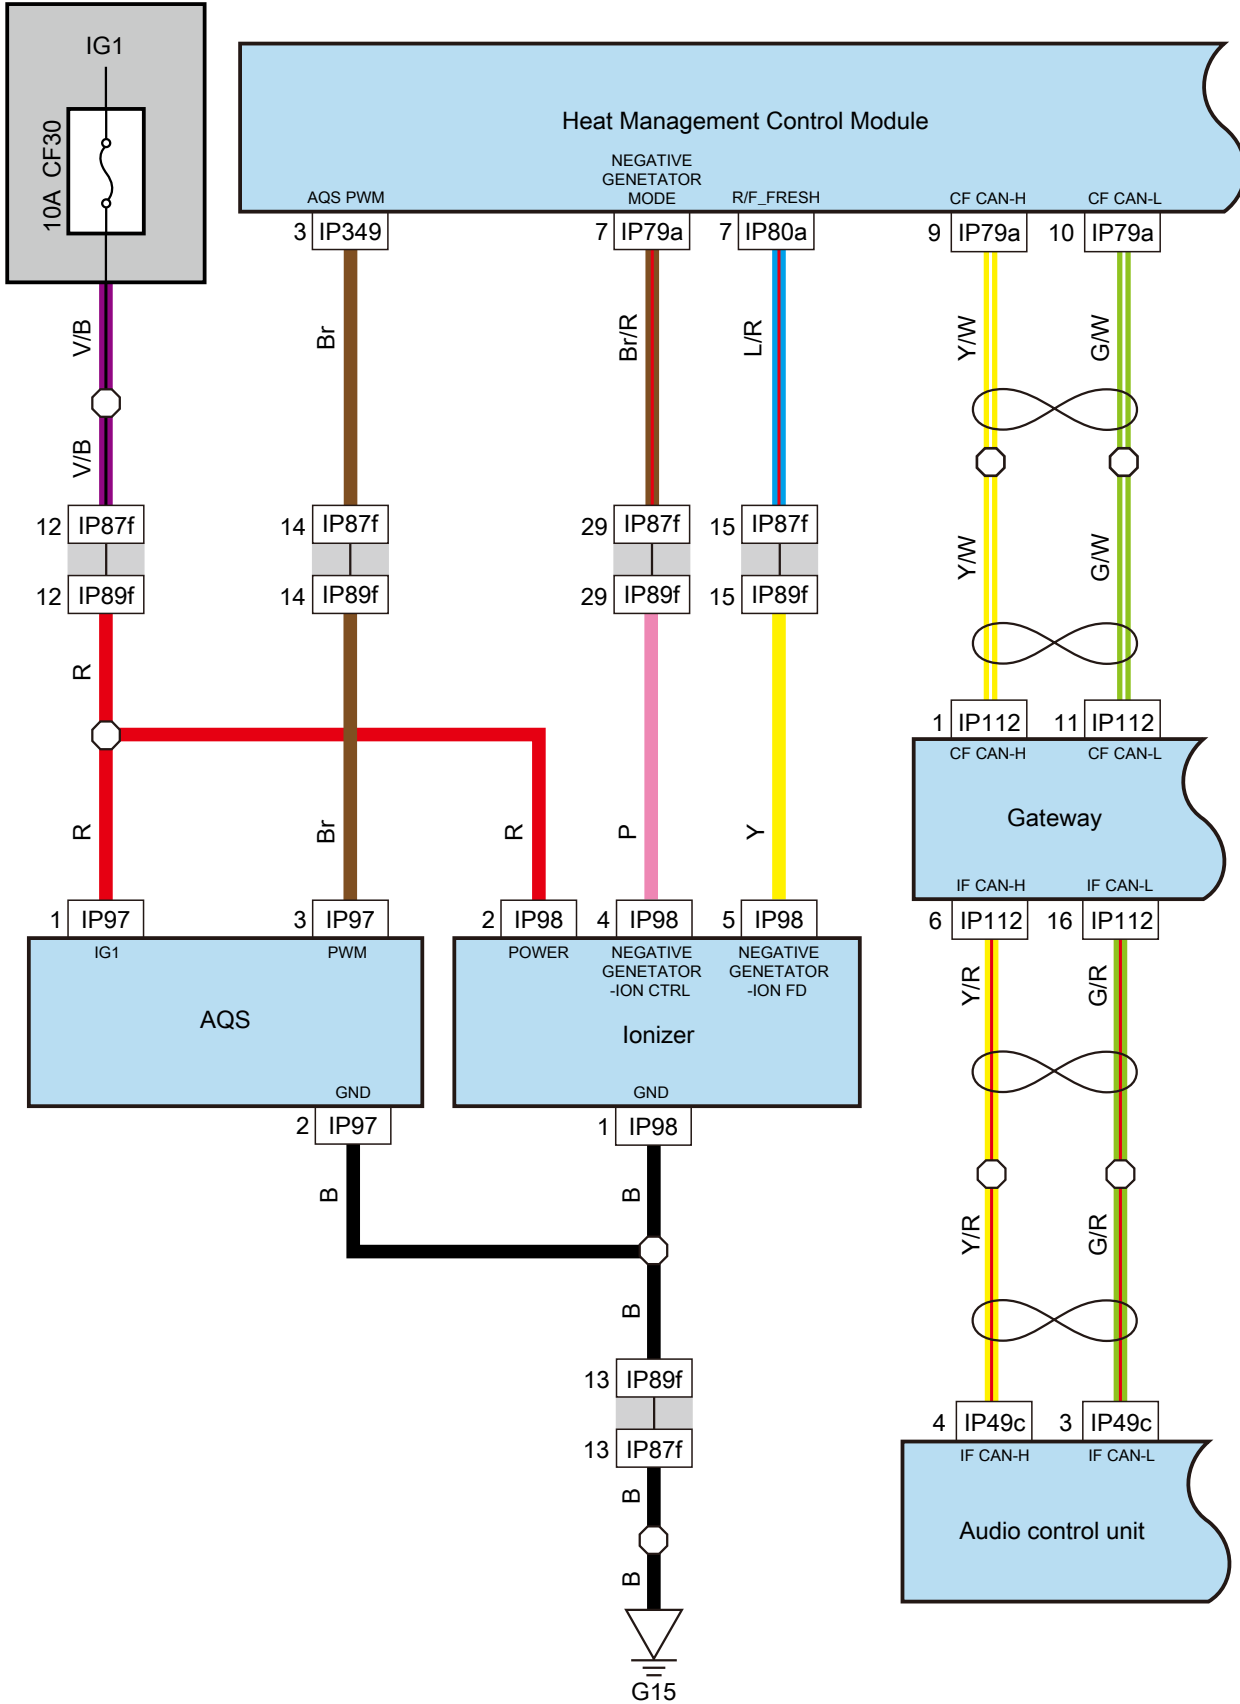 IG1
10A CF30
Heat Management Control Module
AQS PWM
NEGATIVE
GENETATOR
MODE
R/F_FRESH
CF CAN-H
CF CAN-L
3 IP349
7 IP79a
7 IP80a
9 IP79a
10 IP79a
V/B
Br
Br/R
L/R
Y/W
G/W
V/B
12 IP87f
14 IP87f
29 IP87f
15 IP87f
Y/W
G/W
12 IP89f
14 IP89f
29 IP89f
15 IP89f
R
1 IP112
11 IP112
CF CAN-H
CF CAN-L
Gateway
R
Br
R
P
Y
IF CAN-H
IF CAN-L
1 IP97
3 IP97
2 IP98
4 IP98
5 IP98
6 IP112
16 IP112
IG1
PWM
POWER
NEGATIVE
GENETATOR
-ION CTRL
NEGATIVE
GENETATOR
-ION FD
Y/R
G/R
AQS
Ionizer
GND
GND
2 IP97
1 IP98
B
B
Y/R
G/R
B
13 IP89f
4 IP49c
3 IP49c
13 IP87f
IF CAN-H
IF CAN-L
B
Audio control unit
B
G15